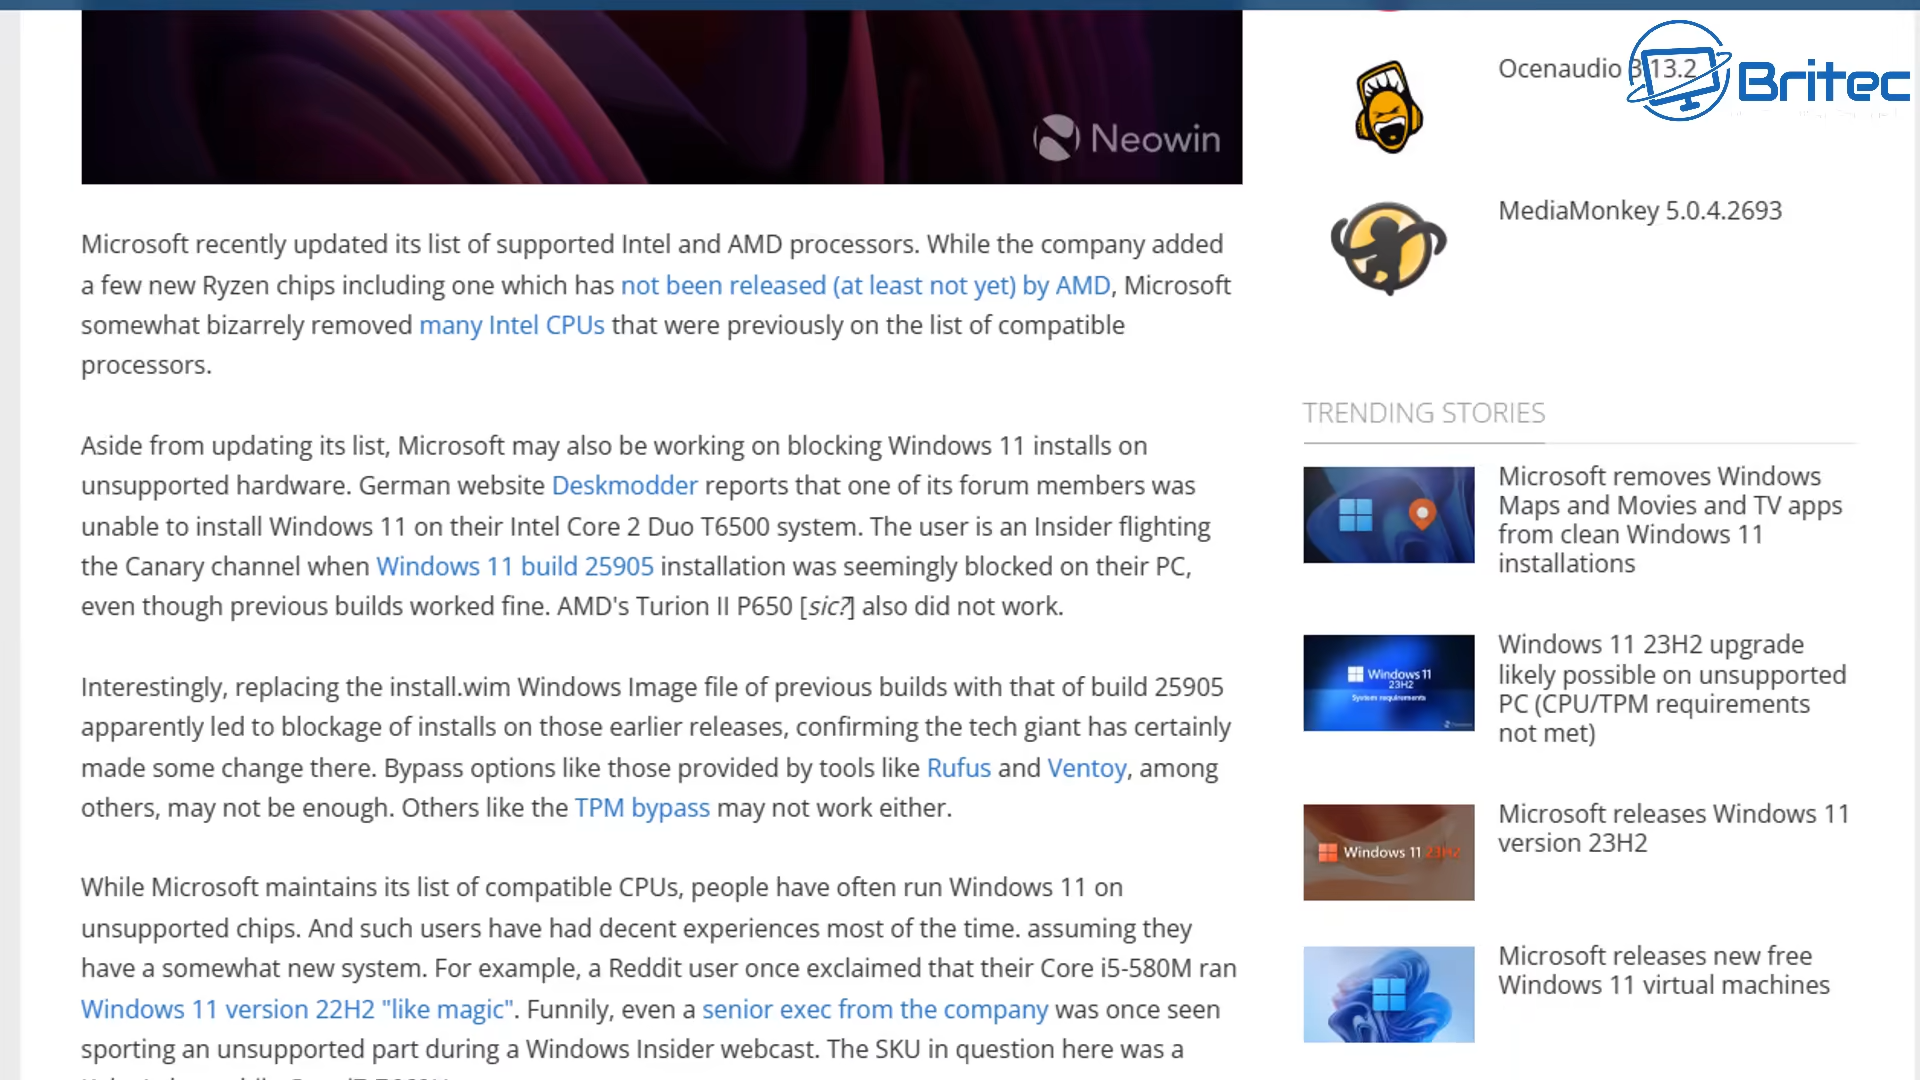 Neowin
Microsoft recently updated its list of supported Intel and AMD processors. While the company added
a few new Ryzen chips including one which has not been released (at least not yet) by AMD, Microsoft
somewhat bizarrely removed many Intel CPUs that were previously on the list of compatible
processors.
Aside from updating its list, Microsoft may also be working on blocking Windows 11 installs on
unsupported hardware. German website Deskmodder reports that one of its forum members was
unable to install Windows 11 on their Intel Core 2 Duo T6500 system. The user is an Insider flighting
the Canary channel when Windows 11 build 25905 installation was seemingly blocked on their PC,
even though previous builds worked fine. AMD's Turion II P650 [sic?] also did not work.
Interestingly, replacing the install.wim Windows Image file of previous builds with that of build 25905
apparently led to blockage of installs on those earlier releases, confirming the tech giant has certainly
made some change there. Bypass options like those provided by tools like Rufus and Ventoy, among
others, may not be enough. Others like the TPM bypass may not work either.
While Microsoft maintains its list of compatible CPUs, people have often run Windows 11 on
unsupported chips. And such users have had decent experiences most of the time. assuming they
have a somewhat new system. For example, a Reddit user once exclaimed that their Core i5-580M ran
Windows 11 version 22H2 "like magic". Funnily, even a senior exec from the company was once seen
sporting an unsupported part during a Windows Insider webcast. The SKU in question here was a
Ocenaudio 3.13.2
Britec
MediaMonkey 5.0.4.2693
TRENDING STORIES
Microsoft removes Windows
Maps and Movies and TV apps
from clean Windows 11
installations
Windows 11
23H2
System requirements
Windows 11 23H2 upgrade
likely possible on unsupported
PC (CPU/TPM requirements
not met)
Windows 11 23H2
Microsoft releases Windows 11
version 23H2
Microsoft releases new free
Windows 11 virtual machines